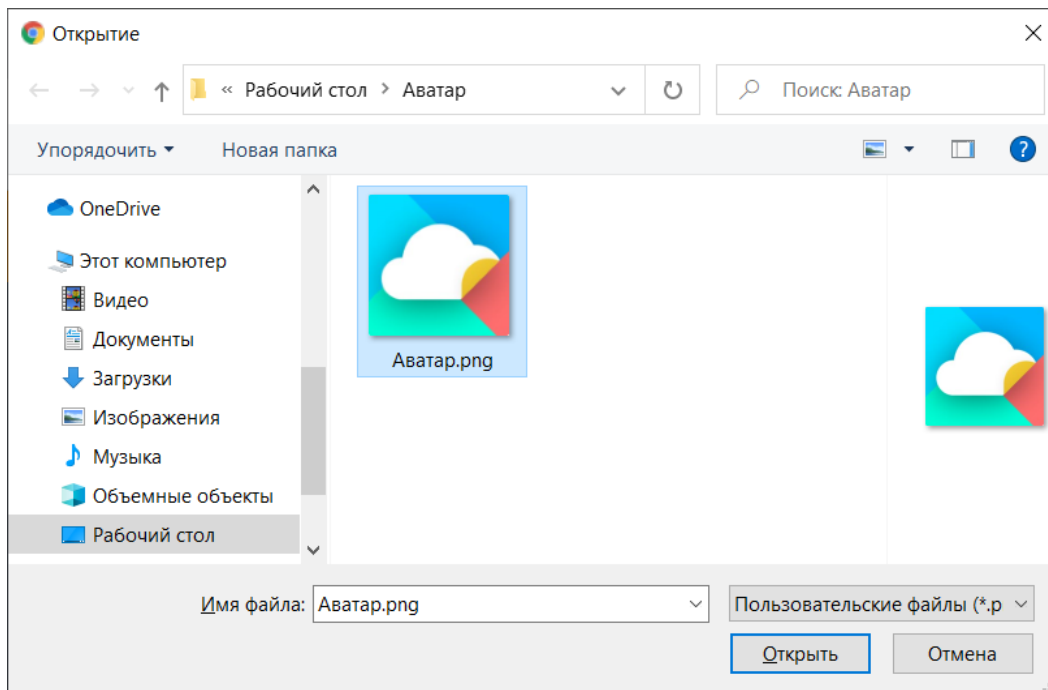 Открытие
« Рабочий стол > Аватар
Поиск: Аватар
Упорядочить
Новая папка
?
OneDrive
Этот компьютер
Видео
Документы
Загрузки
Изображения
Музыка
Объемные объекты
Рабочий стол
Аватар.png
Имя файла: Аватар.png
Пользовательские файлы (*.p
Открыть
Отмена